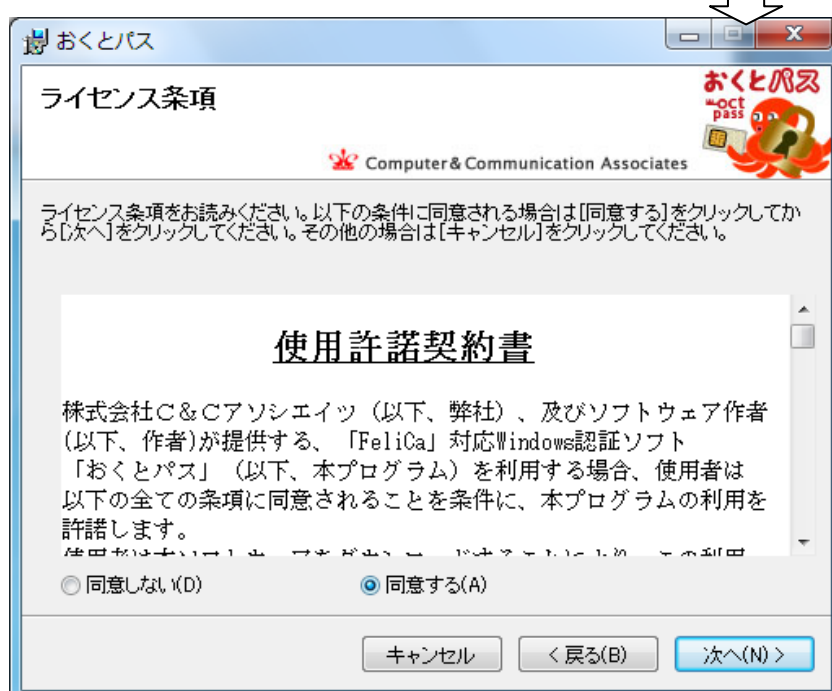 おくとパス
ライセンス条項
おくとパス
oct
pass
Computer & Communication Associates
ライセンス条項をお読みください。以下の条件に同意される場合は[同意する]をクリックしてか
ら[次へ]をクリックしてください。その他の場合は[キャンセル]をクリックしてください。
使用許諾契約書
株式会社C&Cアソシエイツ（以下、弊社）、及びソフトウェア作者
(以下、作者)が提供する、「FeliCa」対応Windows認証ソフト
「おくとパス」（以下、本プログラム）を利用する場合、使用者は
以下の全ての条項に同意されることを条件に、本プログラムの利用を
許諾します。
同意しない(D)
同意する(A)
キャンセル
< 戻る(B)
次へ(N) >